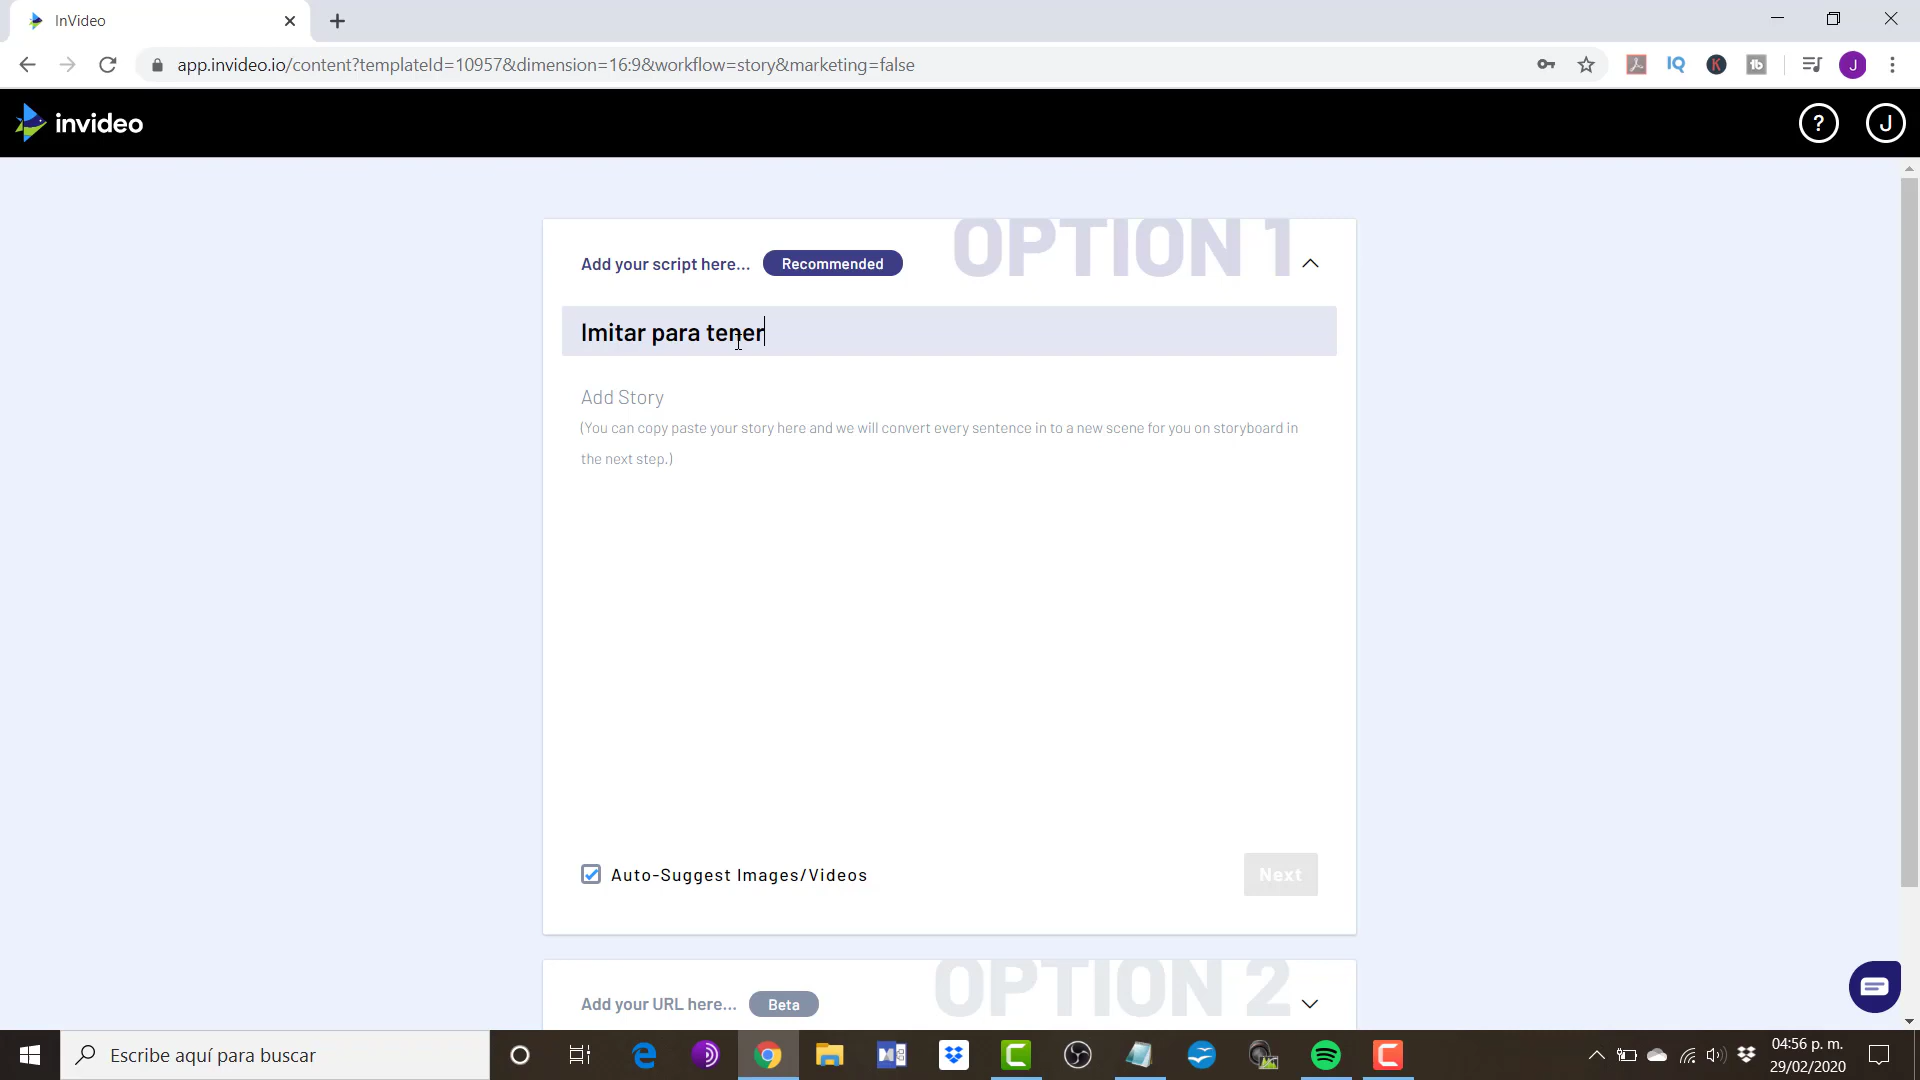 InVideo
app.invideo.io/content?templateId=10957&dimension=16:9&workflow=story&marketing=false
IQ
K
tb
J
invideo
?
J
OPTION 1
Add your script here...
Recommended
Imitar para tener
Add Story
(You can copy paste your story here and we will convert every sentence in to a new scene for you on storyboard in
the next step.)
Auto-Suggest Images/Videos
Next
OPTION 2
Add your URL here...
Beta
Escribe aquí para buscar
04:56 p. m.
29/02/2020